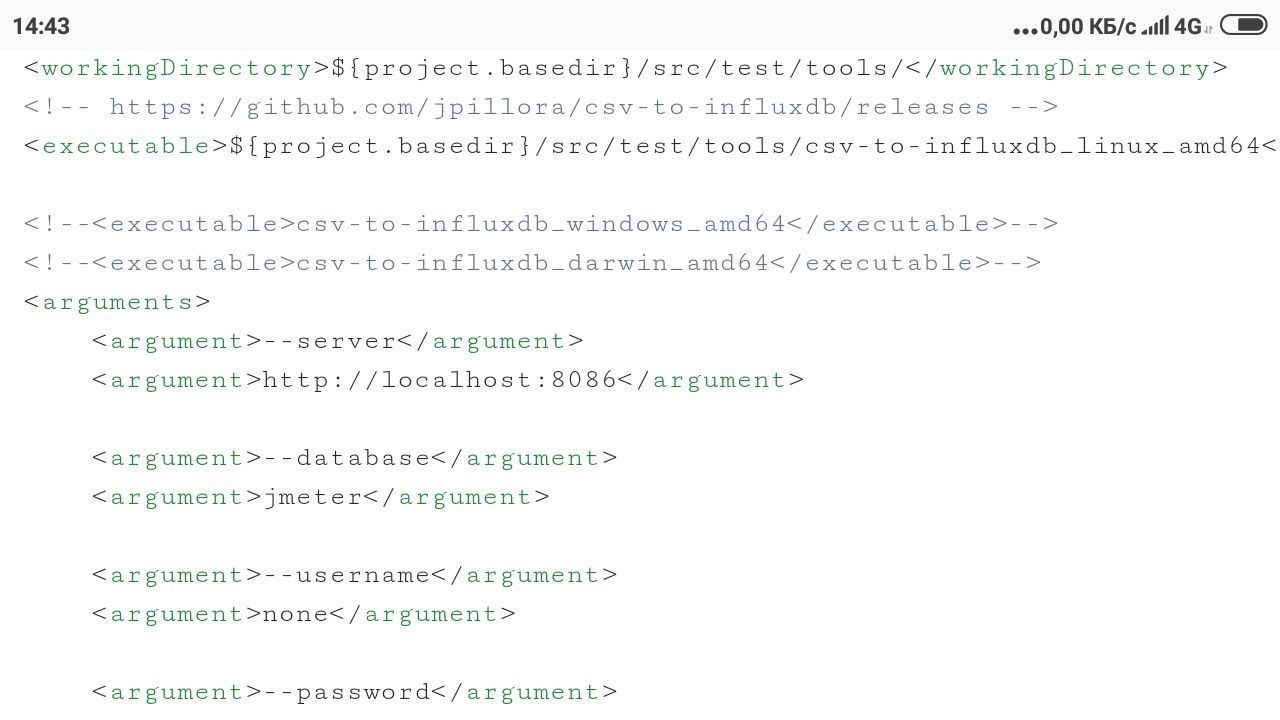 14:43
...0,00 КБ/с 4G
<workingDirectory>${project.basedir}/src/test/tools/</workingDirectory>
<!-- https://github.com/jpillora/csv-to-influxdb/releases -->
<executable>${project.basedir}/src/test/tools/csv-to-influxdb_linux_amd64<
<!--<executable>csv-to-influxdb_windows_amd64</executable>-->
<!--<executable>csv-to-influxdb_darwin_amd64</executable>-->
<arguments>
<argument>--server</argument>
<argument>http://localhost:8086</argument>
<argument>--database</argument>
<argument>jmeter</argument>
<argument>--username</argument>
<argument>none</argument>
<argument>--password</argument>